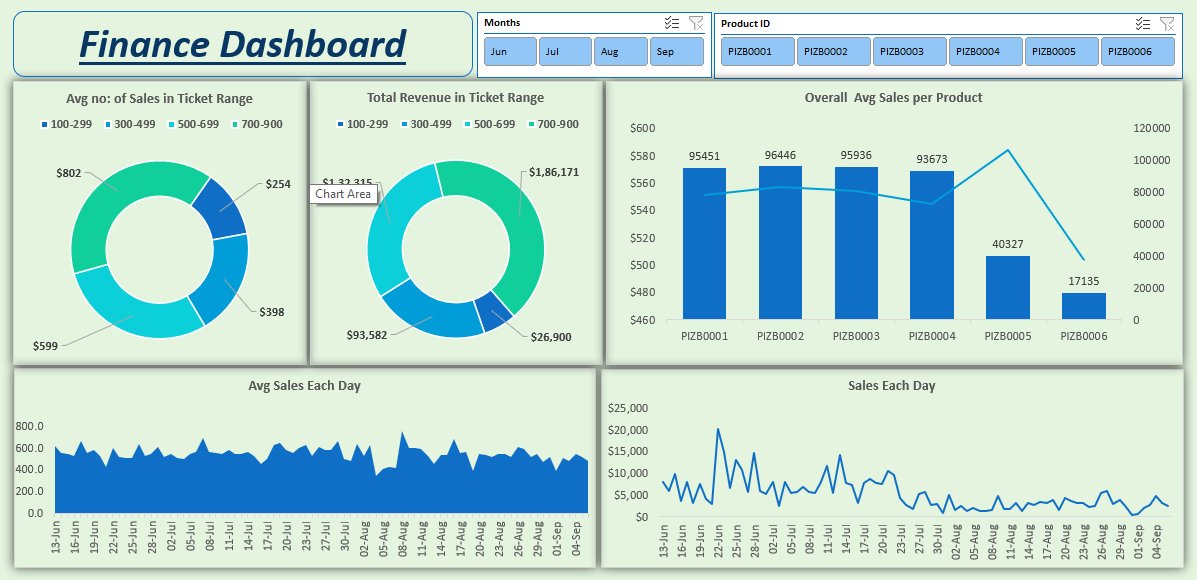 Finance Dashboard
Months
Jun Jul Aug Sep
Product ID
PIZB0001 PIZB0002 PIZB0003 PIZB0004 PIZB0005 PIZB0006
Avg no: of Sales in Ticket Range
100-299 300-499 500-699 700-900
$802
$254
$398
$599
Total Revenue in Ticket Range
100-299 300-499 500-699 700-900
$1,86,171
Chart Area
$93,582
$26,900
Overall Avg Sales per Product
$600
$580
$560
$540
$520
$500
$480
$460
95451 96446 95936 93673 40327 17135
120000
100000
80000
60000
40000
20000
0
PIZB0001 PIZB0002 PIZB0003 PIZB0004 PIZB0005 PIZB0006
Avg Sales Each Day
800.0
600.0
400.0
200.0
0.0
13-Jun 16-Jun 19-Jun 22-Jun 25-Jun 28-Jun 02-Jul 05-Jul 08-Jul 11-Jul 14-Jul 17-Jul 20-Jul 23-Jul 27-Jul 30-Jul 02-Aug 05-Aug 08-Aug 11-Aug 14-Aug 17-Aug 20-Aug 23-Aug 26-Aug 29-Aug 01-Sep 04-Sep
Sales Each Day
$25,000
$20,000
$15,000
$10,000
$5,000
$0
13-Jun 16-Jun 19-Jun 22-Jun 25-Jun 28-Jun 02-Jul 05-Jul 08-Jul 11-Jul 14-Jul 17-Jul 20-Jul 23-Jul 27-Jul 30-Jul 02-Aug 05-Aug 08-Aug 11-Aug 14-Aug 17-Aug 20-Aug 23-Aug 26-Aug 29-Aug 01-Sep 04-Sep